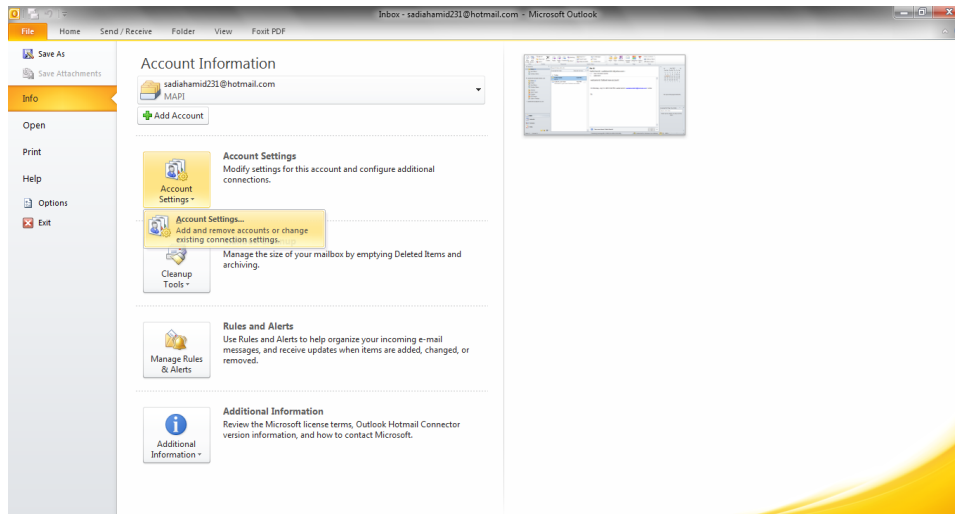 Inbox - sadiahamid231@hotmail.com - Microsoft Outlook
File Home Send / Receive Folder View Foxit PDF
Save As
Save Attachments
Info
Open
Print
Help
Options
Exit
Account Information
sadiahamid231@hotmail.com
MAPI
Add Account
Account
Settings
Account Settings
Modify settings for this account and configure additional
connections.
Account Settings...
Add and remove accounts or change
existing connection settings.
Cleanup
Tools
Manage the size of your mailbox by emptying Deleted Items and
archiving.
Manage Rules
& Alerts
Rules and Alerts
Use Rules and Alerts to help organize your incoming e-mail
messages, and receive updates when items are added, changed, or
removed.
Additional
Information
Additional Information
Review the Microsoft license terms, Outlook Hotmail Connector
version information, and how to contact Microsoft.